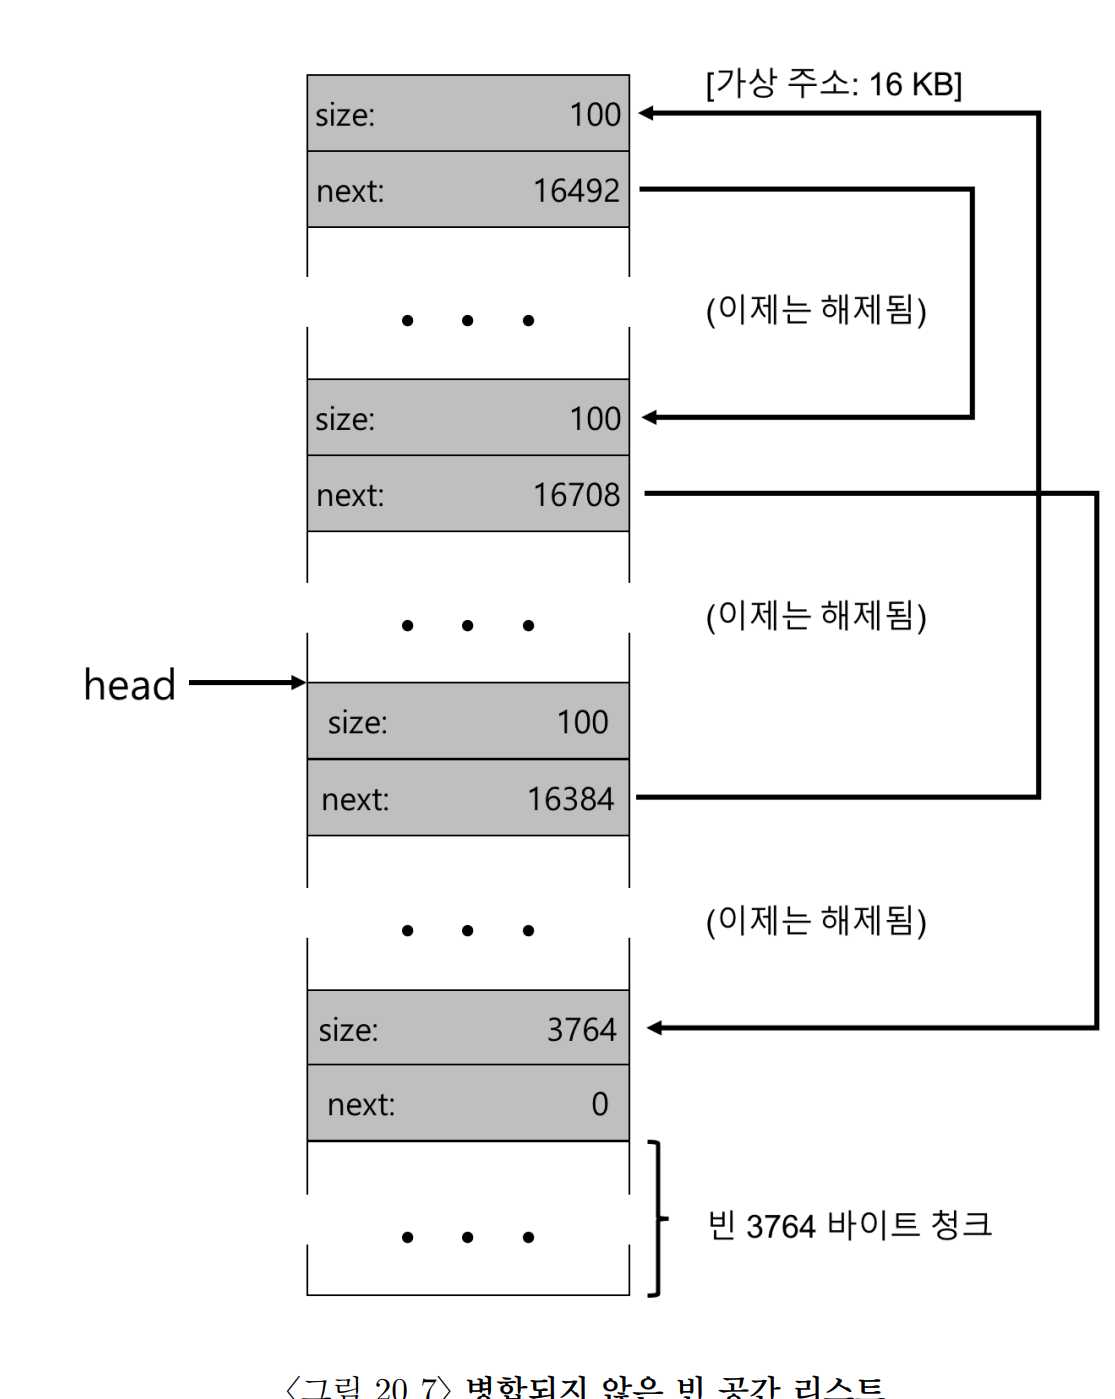 [가상 주소: 16 KB]
size: 100
next: 16492
(이제는 해제됨)
size: 100
next: 16708
(이제는 해제됨)
head
size: 100
next: 16384
(이제는 해제됨)
size: 3764
next: 0
빈 3764 바이트 청크
〈그림 20.7〉 병합되지 않은 빈 공간 리스트